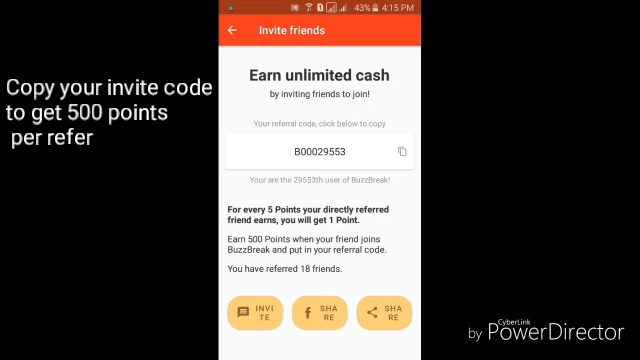 43% 4:15 PM
Invite friends
Copy your invite code
to get 500 points
per refer
Earn unlimited cash
by inviting friends to join!
Your referral code, click below to copy
B00029553
Your are the 29553th user of BuzzBreak!
For every 5 Points your directly referred
friend earns, you will get 1 Point.
Earn 500 Points when your friend joins
BuzzBreak and put in your referral code.
You have referred 18 friends.
INVI
TE
SHA
RE
SHA
RE
CyberLink
by PowerDirector